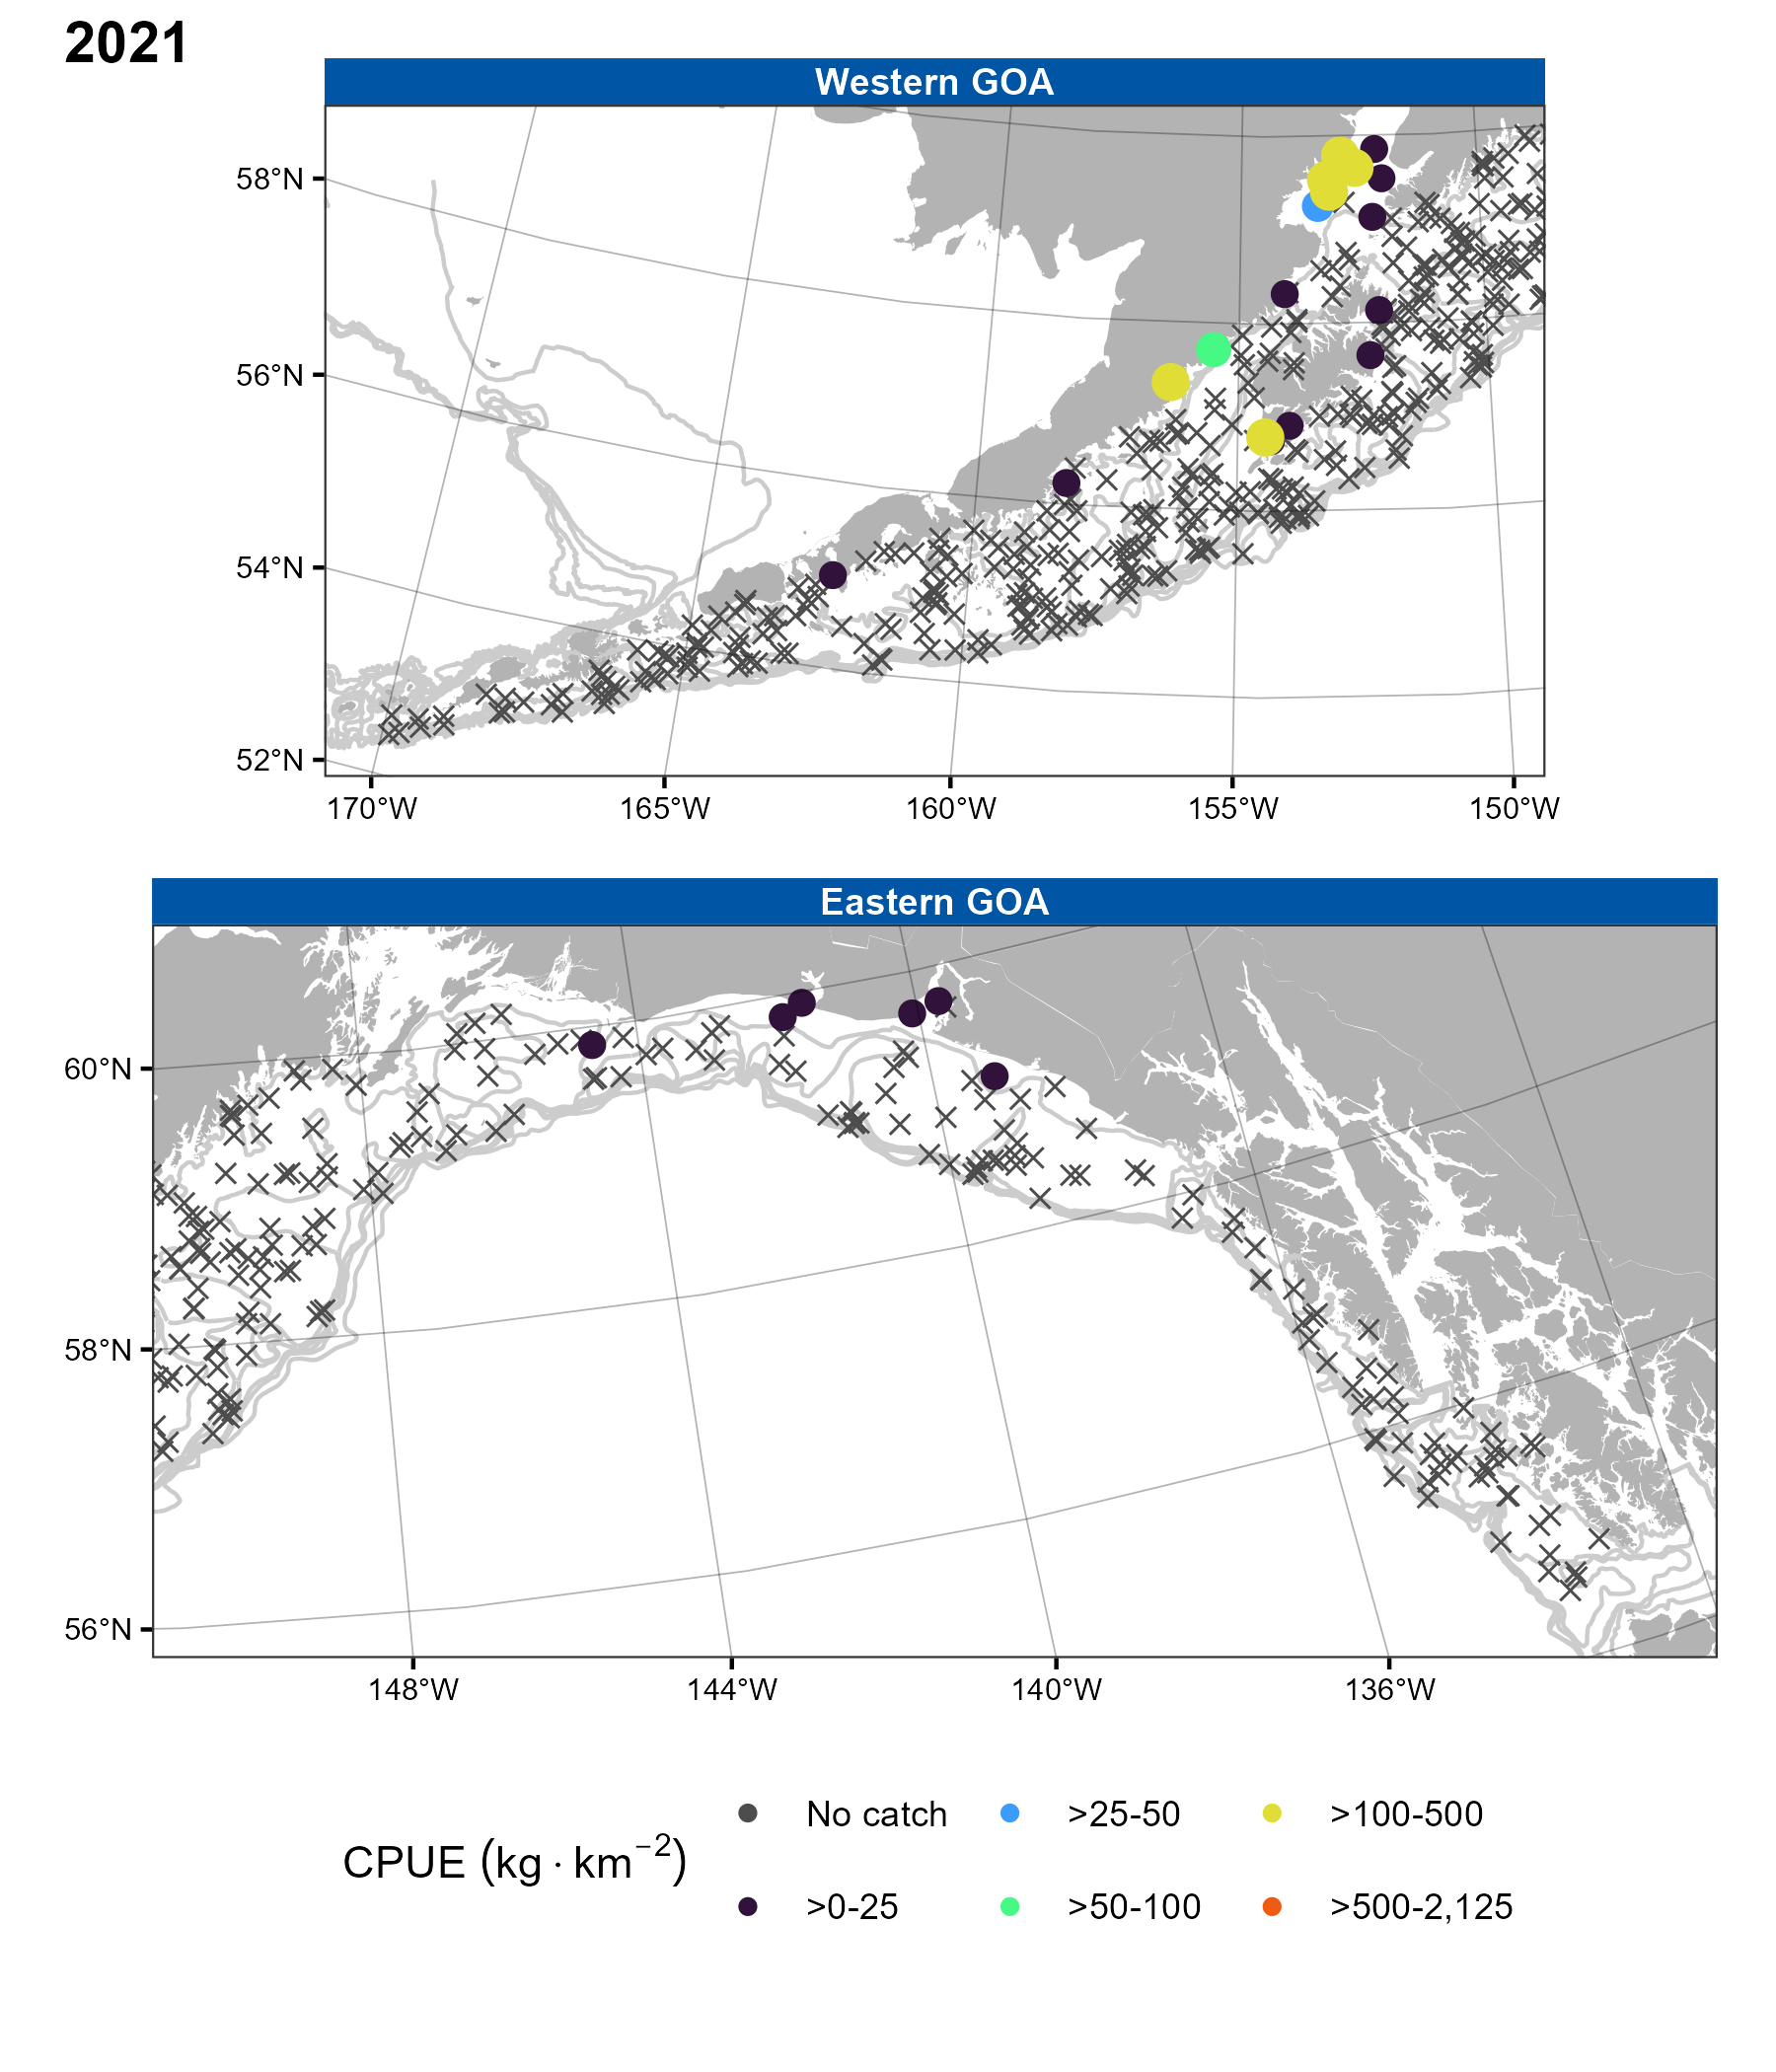 2021
Western GOA
58°N
56°N
54°N
52°N
170°W 165°W 160°W 155°W 150°W
Eastern GOA
60°N
58°N
56°N
148°W 144°W 140°W 136°W
CPUE (kg · km⁻²)
No catch >25-50 >100-500
>0-25 >50-100 >500-2,125